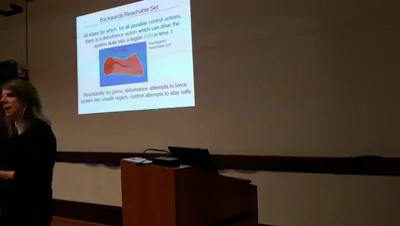 Backwards Reachable Set
All states for which, for all possible control actions,
there is a disturbance action which can drive the
system state into a region
in time
Reachability as game: disturbance attempts to force
system into unsafe region, control attempts to stay safe